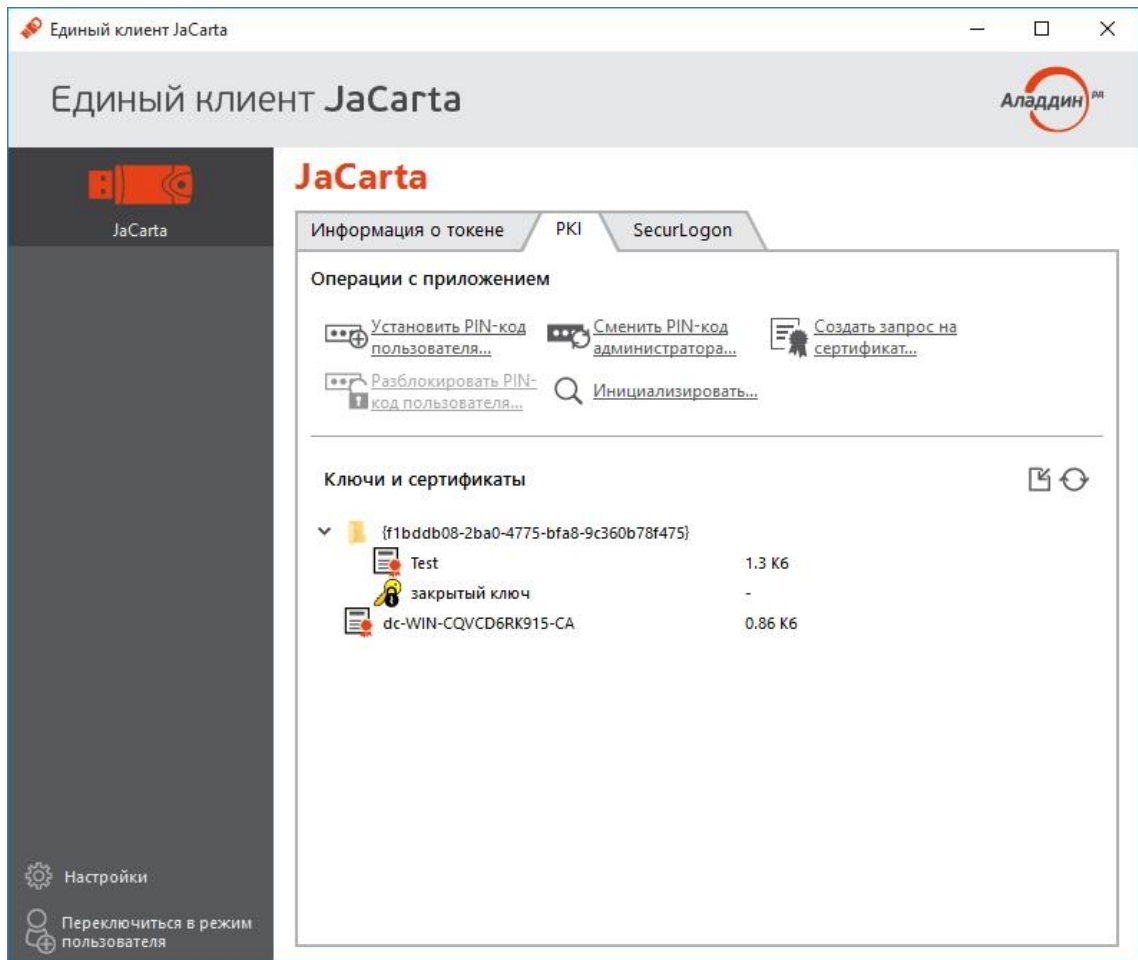 Единый клиент JaCarta
Единый клиент JaCarta
Аладдин РД
JaCarta
JaCarta
Информация о токене
PKI
SecurLogon
Операции с приложением
Установить PIN-код
пользователя...
Сменить PIN-код
администратора...
Создать запрос на
сертификат...
Разблокировать PIN-
код пользователя...
Инициализировать...
Ключи и сертификаты
{f1bddb08-2ba0-4775-bfa8-9c360b78f475}
Test 1.3 Кб
закрытый ключ -
dc-WIN-CQVCD6RK915-CA 0.86 Кб
Настройки
Переключиться в режим
пользователя